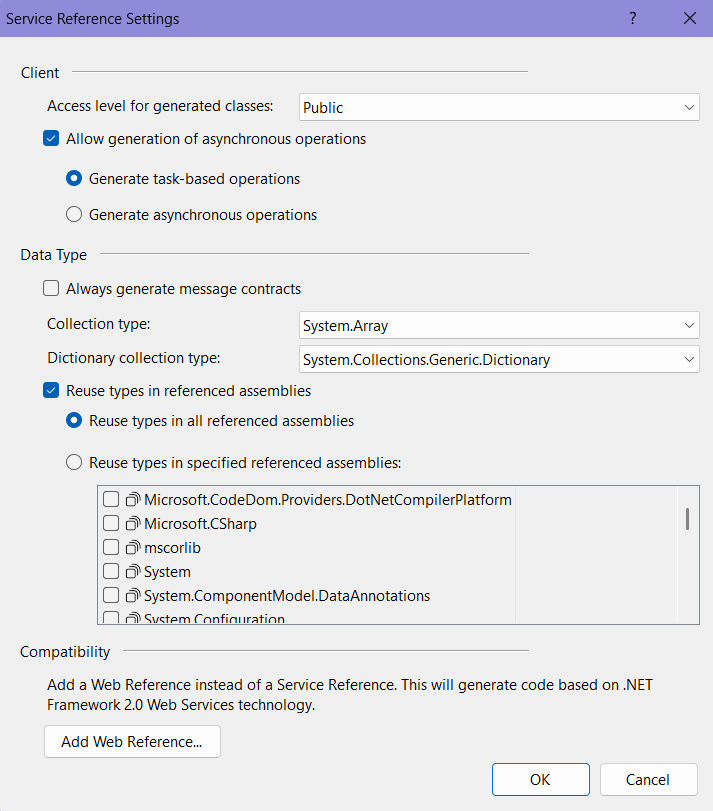 Service Reference Settings
?
Client
Access level for generated classes:
Public
Allow generation of asynchronous operations
Generate task-based operations
Generate asynchronous operations
Data Type
Always generate message contracts
Collection type:
System.Array
Dictionary collection type:
System.Collections.Generic.Dictionary
Reuse types in referenced assemblies
Reuse types in all referenced assemblies
Reuse types in specified referenced assemblies:
Microsoft.CodeDom.Providers.DotNetCompilerPlatform
Microsoft.CSharp
mscorlib
System
System.ComponentModel.DataAnnotations
System.Configuration
Compatibility
Add a Web Reference instead of a Service Reference. This will generate code based on .NET
Framework 2.0 Web Services technology.
Add Web Reference...
OK
Cancel